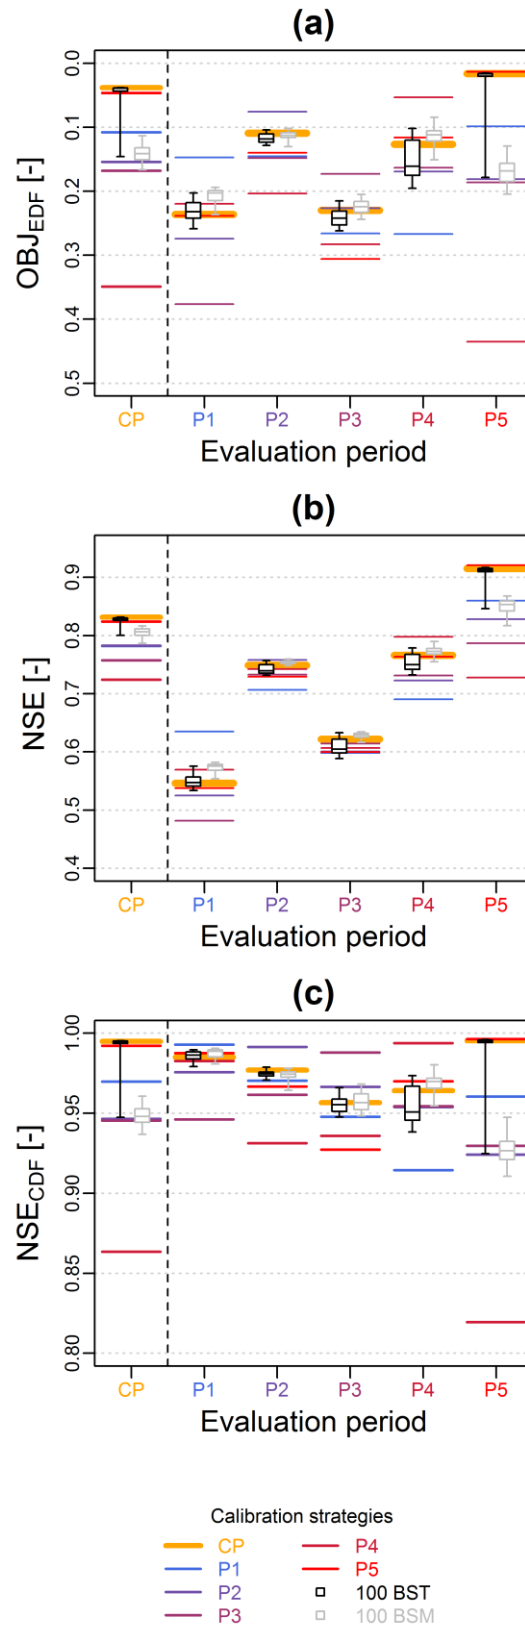 (a)
0.0
0.1
0.2
0.3
0.4
0.5
OBJEDF [-]
CP P1 P2 P3 P4 P5
Evaluation period
(b)
0.9
0.8
0.7
0.6
0.5
0.4
NSE [-]
CP P1 P2 P3 P4 P5
Evaluation period
(c)
1.00
0.95
0.90
0.85
0.80
NSECDF [-]
CP P1 P2 P3 P4 P5
Evaluation period
Calibration strategies
CP P4
P1 P5
P2 100 BST
P3 100 BSM